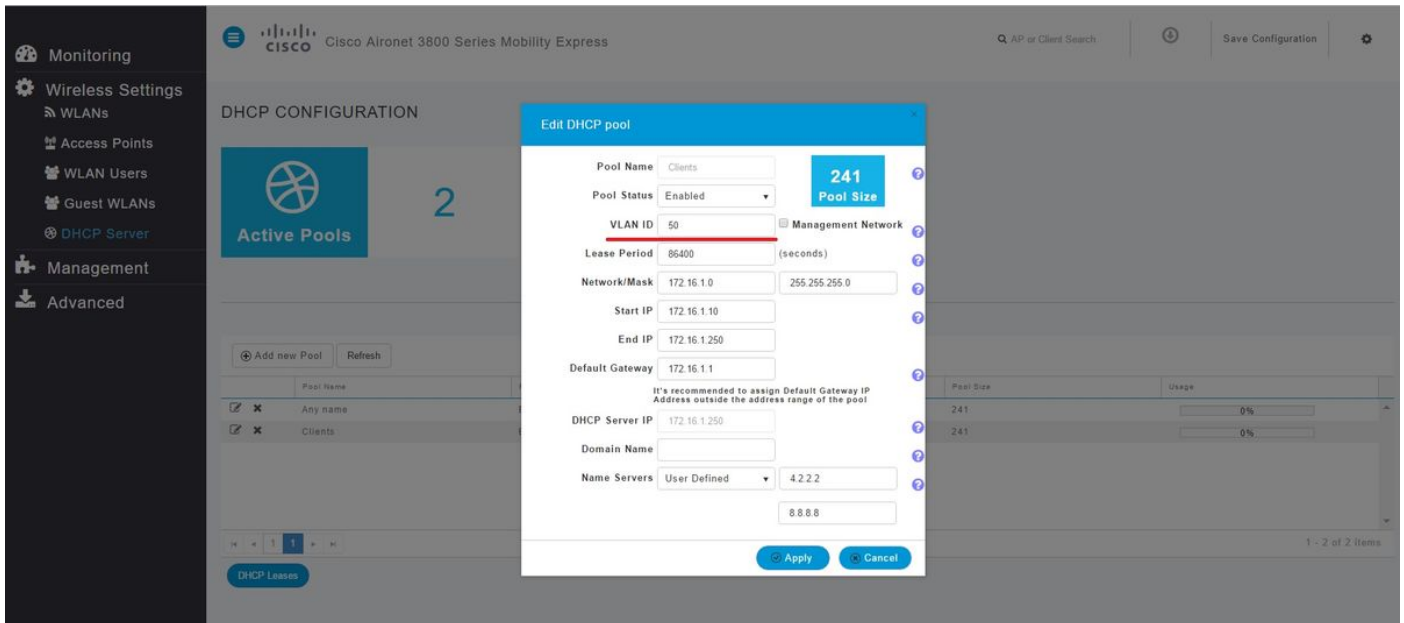 Monitoring
Wireless Settings
WLANs
Access Points
WLAN Users
Guest WLANs
DHCP Server
Management
Advanced
CISCO Cisco Aironet 3800 Series Mobility Express
AP or Client Search
Save Configuration
DHCP CONFIGURATION
Active Pools
2
Add new Pool Refresh
Pool Name Pool Size Usage
Any name 241 0%
Clients 241 0%
1 1
1 - 2 of 2 items
DHCP Leases
Edit DHCP pool
Pool Name Clients
241
Pool Size
Pool Status Enabled
VLAN ID 50 Management Network
Lease Period 86400 (seconds)
Network/Mask 172.16.1.0 255.255.255.0
Start IP 172.16.1.10
End IP 172.16.1.250
Default Gateway 172.16.1.1
It's recommended to assign Default Gateway IP
Address outside the address range of the pool
DHCP Server IP 172.16.1.250
Domain Name
Name Servers User Defined 4.2.2.2
8.8.8.8
Apply Cancel